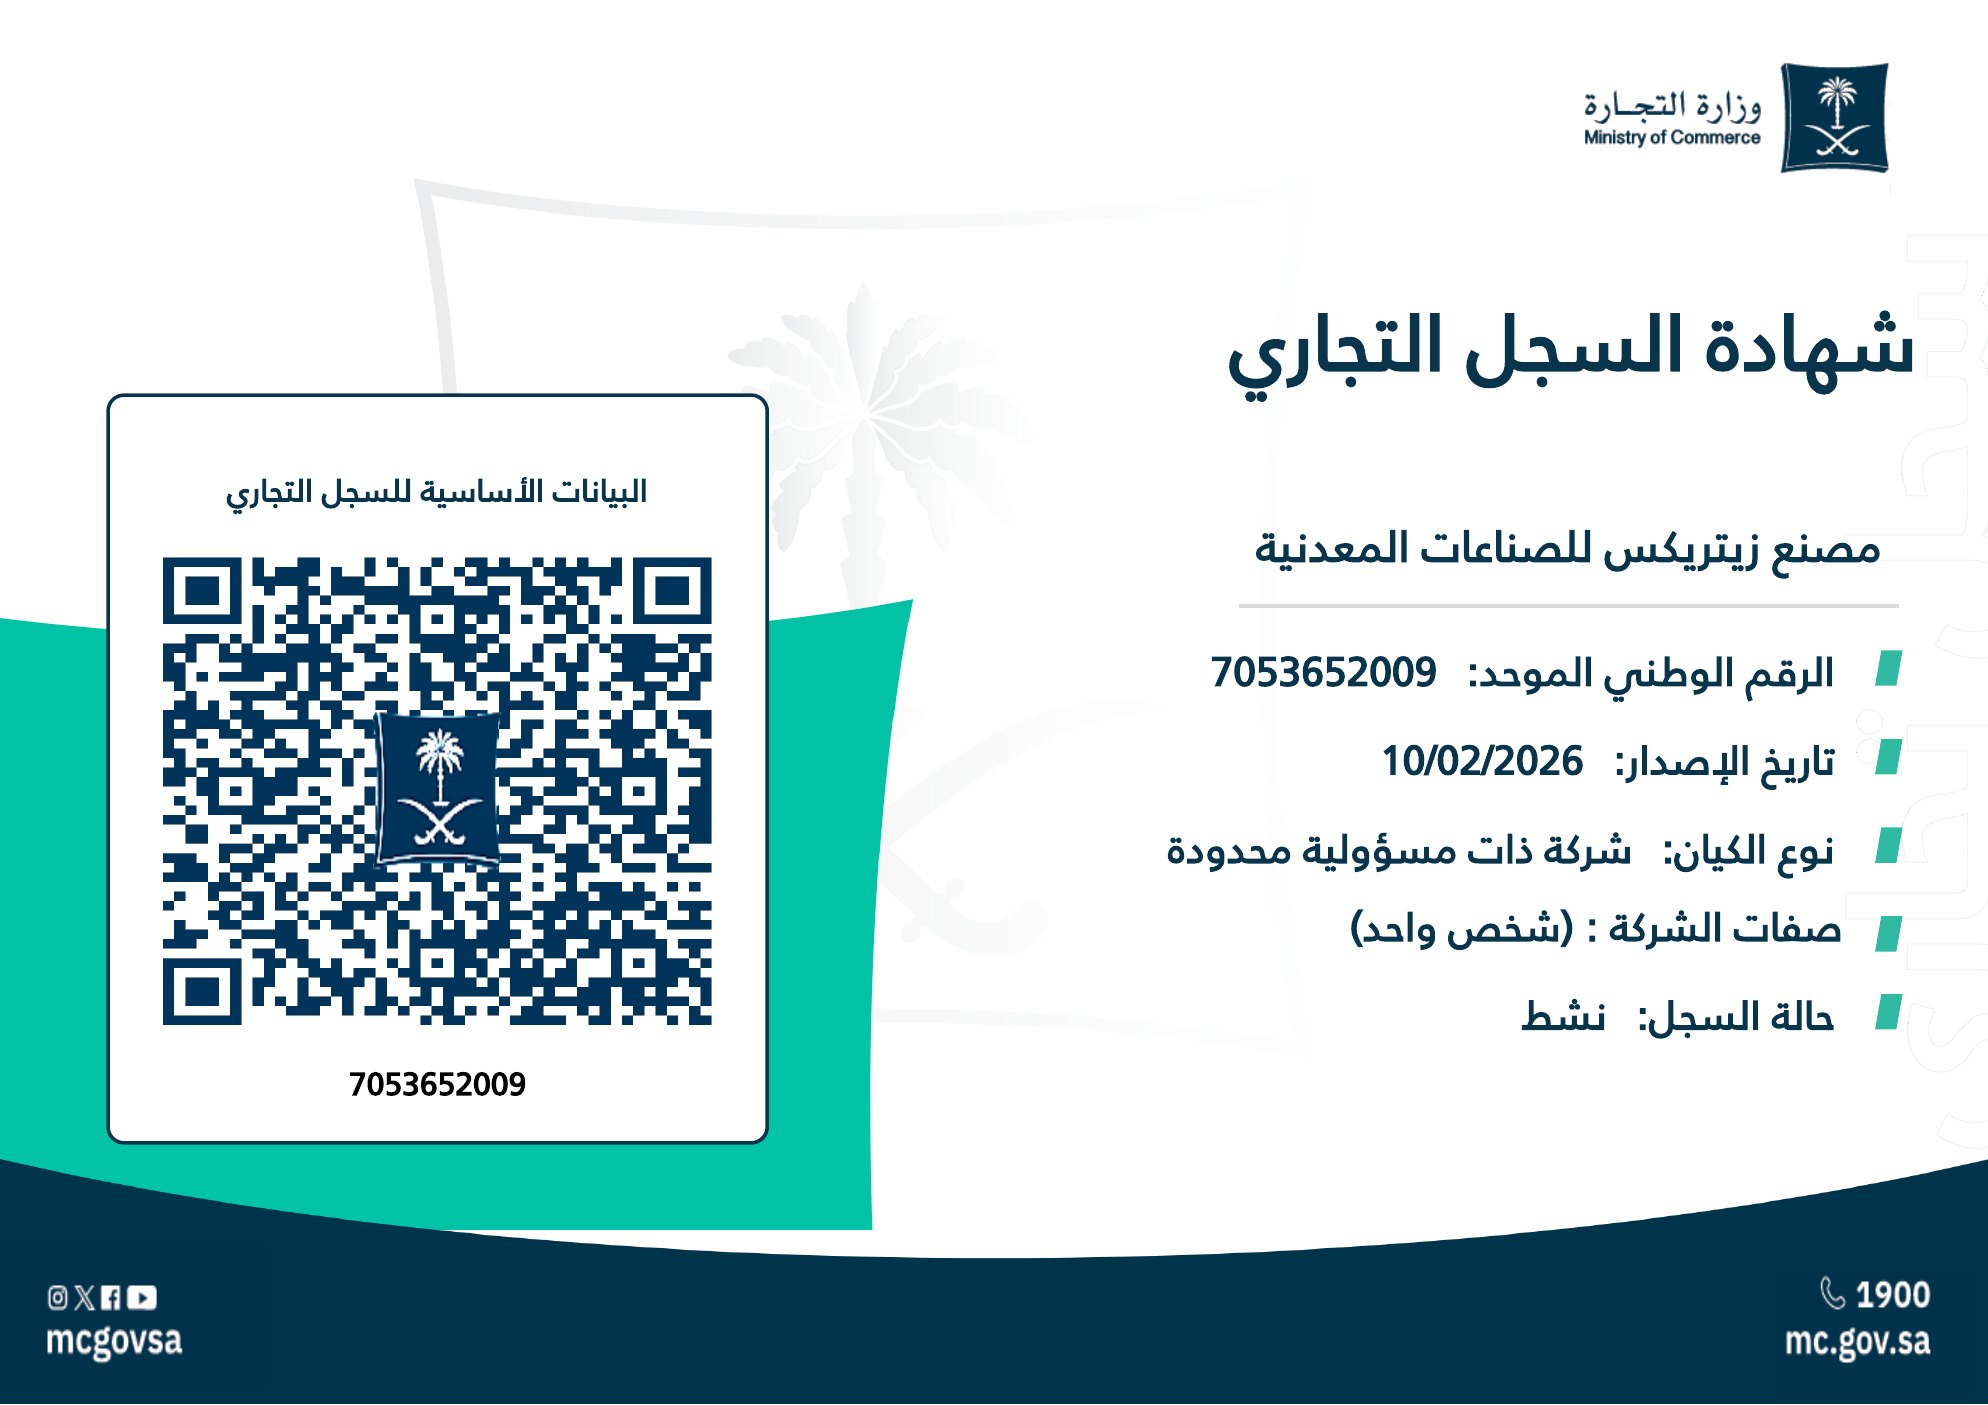 وزارة التجارة
Ministry of Commerce
شهادة السجل التجاري
مصنع زيتريكس للصناعات المعدنية
الرقم الوطني الموحد: 7053652009
تاريخ الإصدار: 10/02/2026
نوع الكيان: شركة ذات مسؤولية محدودة
صفات الشركة : (شخص واحد)
حالة السجل: نشط
البيانات الأساسية للسجل التجاري
7053652009
1900
mc.gov.sa
mcgovsa